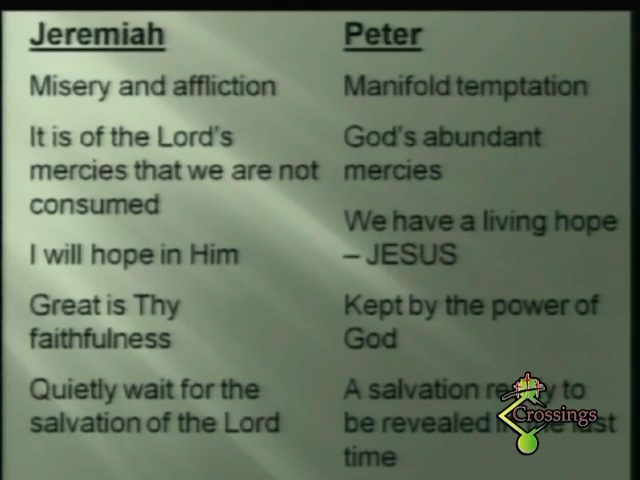 Jeremiah
Misery and affliction
It is of the Lord's
mercies that we are not
consumed
I will hope in Him
Great is Thy
faithfulness
Quietly wait for the
salvation of the Lord
Peter
Manifold temptation
God's abundant
mercies
We have a living hope
– JESUS
Kept by the power of
God
A salvation to
be revealed
time
Crossings